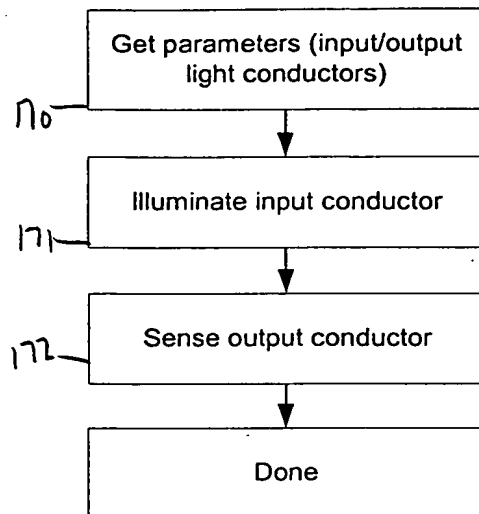 Get parameters (input/output
light conductors)
170
Illuminate input conductor
171
Sense output conductor
172
Done